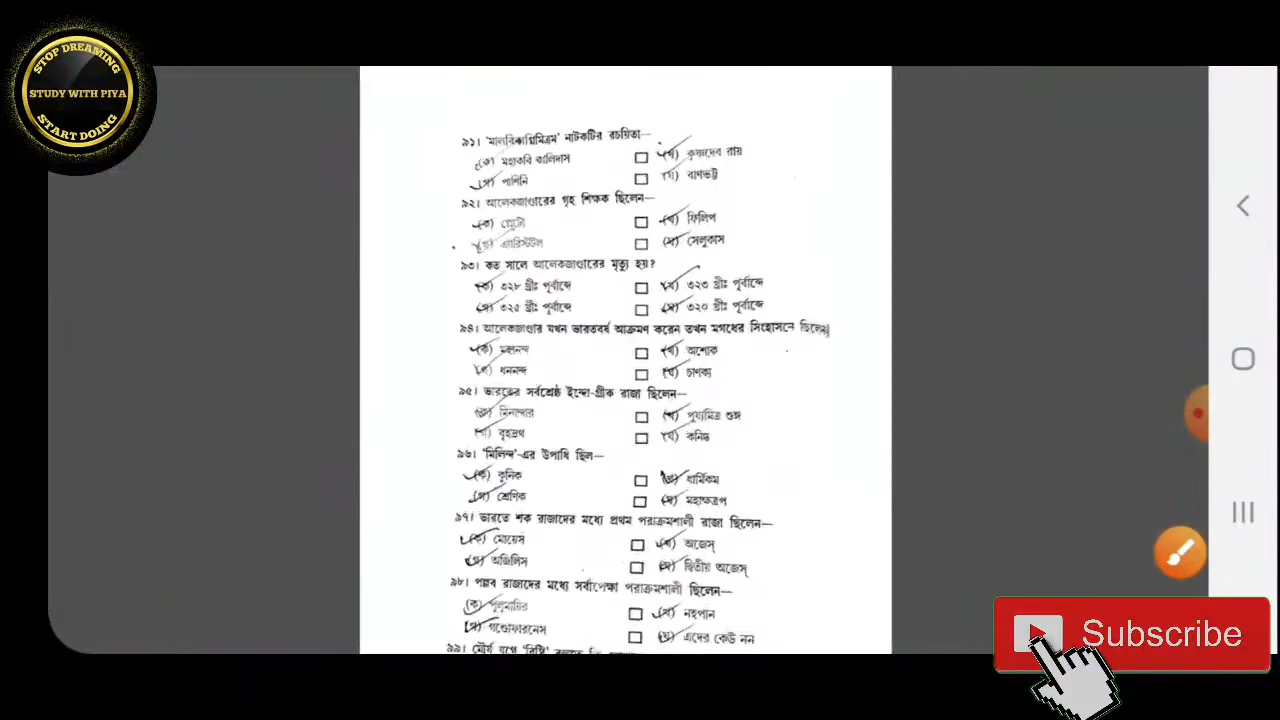 STOP DREAMING
STUDY WITH PIYA
START DOING
৯১। 'মালবিকাগ্নিমিত্রম' নাটকটির রচয়িতা—
(ক) মহাকবি কালিদাস (খ) কৃষ্ণদেব রায়
(গ) পাণিনি (ঘ) বাণভট্ট
৯২। আলেকজাণ্ডারের গৃহ শিক্ষক ছিলেন—
(ক) প্লেটো (খ) ফিলিপ
(গ) এ্যারিস্টটল (ঘ) সেলুকাস
৯৩। কত সালে আলেকজাণ্ডারের মৃত্যু হয়?
(ক) ৩২৮ খ্রীঃ পূর্বাব্দে (খ) ৩২৩ খ্রীঃ পূর্বাব্দে
(গ) ৩২৫ খ্রীঃ পূর্বাব্দে (ঘ) ৩২০ খ্রীঃ পূর্বাব্দে
৯৪। আলেকজাণ্ডার যখন ভারতবর্ষ আক্রমণ করেন তখন মগধের সিংহাসনে ছিলেন
(ক) মহানন্দ (খ) অশোক
(গ) ধননন্দ (ঘ) চাণক্য
৯৫। ভারতের সর্বশ্রেষ্ঠ ইন্দো-গ্রীক রাজা ছিলেন—
(ক) মিনান্দার (খ) পুষ্যমিত্র শুঙ্গ
(গ) বৃহদ্রথ (ঘ) কনিষ্ক
৯৬। 'মিলিন্দ'-এর উপাধি ছিল—
(ক) কুনিক (খ) ধার্মিকম
(গ) শ্রেণিক (ঘ) মহাক্ষত্রপ
৯৭। ভারতে শক রাজাদের মধ্যে প্রথম পরাক্রমশালী রাজা ছিলেন—
(ক) মোয়েস (খ) অজেস্
(গ) অজিলিস (ঘ) দ্বিতীয় অজেস্
৯৮। পহ্লব রাজাদের মধ্যে সর্বাপেক্ষা পরাক্রমশালী ছিলেন—
(ক) পুলুমায়ির (খ) নহপান
(গ) গণ্ডোফারনেস (ঘ) এদের কেউ নন
৯৯। মৌর্য যুগে 'বিষ্টি' বলতে কি
Subscribe